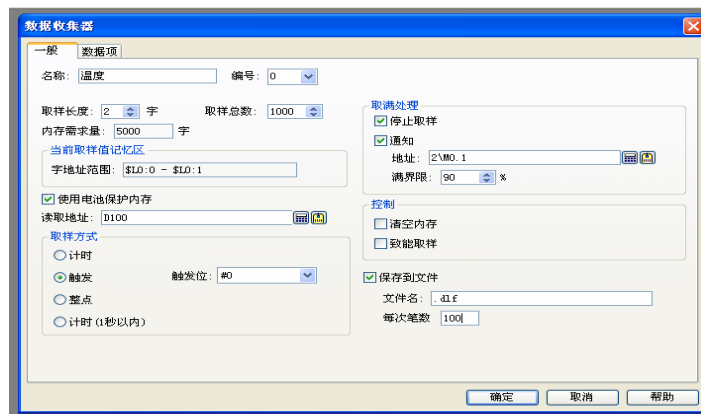 数据收集器
一般 数据项
名称: 温度 编号: 0
取样长度: 2 字 取样总数: 1000
内存需求量: 5000 字
当前取样值记忆区
字地址范围: $L0:0 - $L0:1
使用电池保护内存
读取地址: D100
取样方式
计时
触发 触发位: #0
整点
计时(1秒以内)
取满处理
停止取样
通知
地址: 2\M0.1
满界限: 90 %
控制
清空内存
致能取样
保存到文件
文件名: .dlf
每次笔数 100
确定 取消 帮助